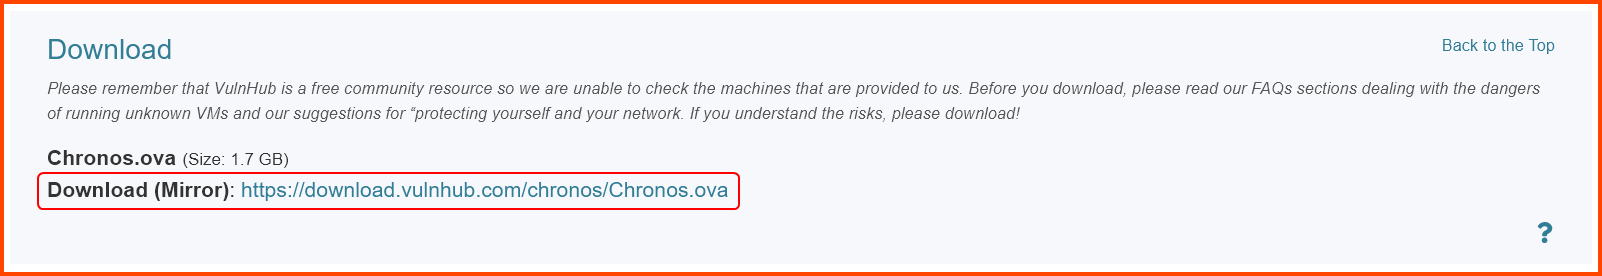 Download
Back to the Top
Please remember that VulnHub is a free community resource so we are unable to check the machines that are provided to us. Before you download, please read our FAQs sections dealing with the dangers
of running unknown VMs and our suggestions for “protecting yourself and your network. If you understand the risks, please download!
Chronos.ova (Size: 1.7 GB)
Download (Mirror): https://download.vulnhub.com/chronos/Chronos.ova
?